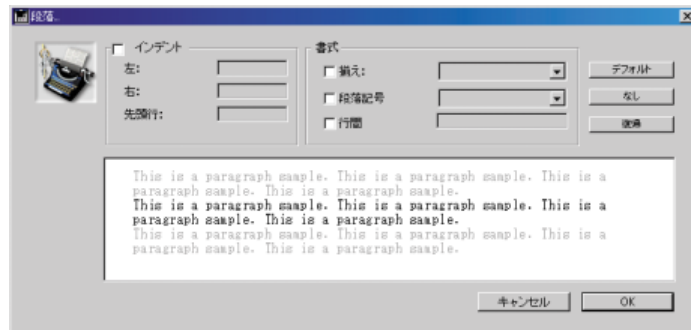 段落..
インデント
左:
右:
先頭行:
書式
揃え:
段落記号
行間
デフォルト
なし
復帰
This is a paragraph sample. This is a paragraph sample. This is a
paragraph sample. This is a paragraph sample.
This is a paragraph sample. This is a paragraph sample. This is a
paragraph sample. This is a paragraph sample.
This is a paragraph sample. This is a paragraph sample. This is a
paragraph sample. This is a paragraph sample.
キャンセル
OK